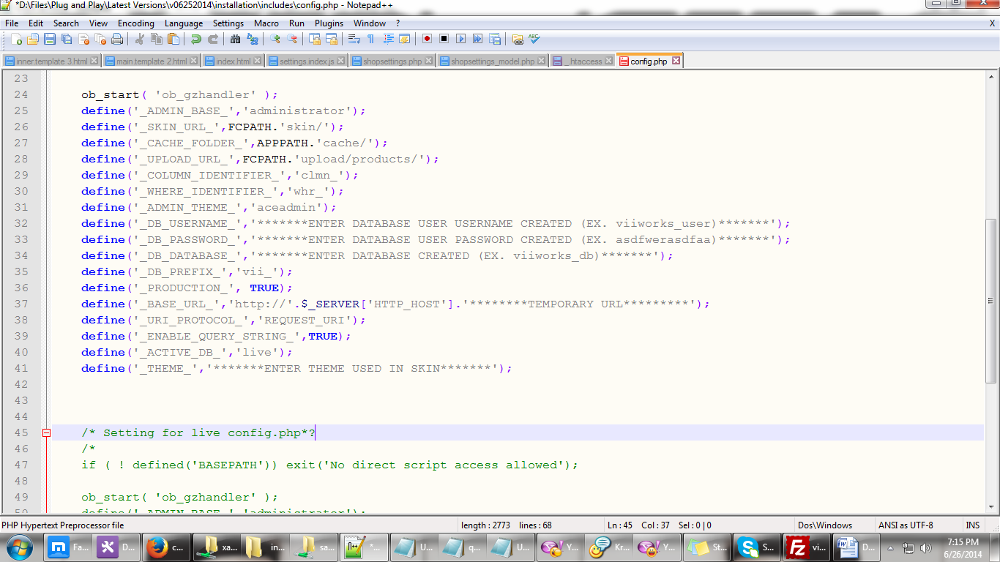 *D:\Files\Plug and Play\Latest Versions\v06252014\installation\includes\config.php - Notepad++
File Edit Search View Encoding Language Settings Macro Run Plugins Window ? X
inner.template 3.html main.template 2.html index.html settings.index.js shopsettings.php shopsettings_model.php _.htaccess config.php
23
24 ob_start( 'ob_gzhandler' );
25 define('_ADMIN_BASE_','administrator');
26 define('_SKIN_URL_',FCPATH.'skin/');
27 define('_CACHE_FOLDER_',APPPATH.'cache/');
28 define('_UPLOAD_URL_',FCPATH.'upload/products/');
29 define('_COLUMN_IDENTIFIER_','clmn_');
30 define('_WHERE_IDENTIFIER_','whr_');
31 define('_ADMIN_THEME_','aceadmin');
32 define('_DB_USERNAME_','*******ENTER DATABASE USER USERNAME CREATED (EX. viiworks_user)*******');
33 define('_DB_PASSWORD_','*******ENTER DATABASE USER PASSWORD CREATED (EX. asdfwerasdfaa)*******');
34 define('_DB_DATABASE_','*******ENTER DATABASE CREATED (EX. viiworks_db)*******');
35 define('_DB_PREFIX_','vii_');
36 define('_PRODUCTION_', TRUE);
37 define('_BASE_URL_','http://'.$_SERVER['HTTP_HOST'].'********TEMPORARY URL*********');
38 define('_URI_PROTOCOL_','REQUEST_URI');
39 define('_ENABLE_QUERY_STRING_',TRUE);
40 define('_ACTIVE_DB_','live');
41 define('_THEME_','*******ENTER THEME USED IN SKIN*******');
42
43
44
45 /* Setting for live config.php*?
46 /*
47 if ( ! defined('BASEPATH')) exit('No direct script access allowed');
48
49 ob_start( 'ob_gzhandler' );
50 define('_ADMIN_BASE_','administrator');
PHP Hypertext Preprocessor file length : 2773 lines : 68 Ln : 45 Col : 37 Sel : 0 | 0 Dos\Windows ANSI as UTF-8 INS
Fa... D... c... xa... in... sa... *... U... q... U... Y... Kr... Y... St... S... vi... D... 7:15 PM
6/26/2014